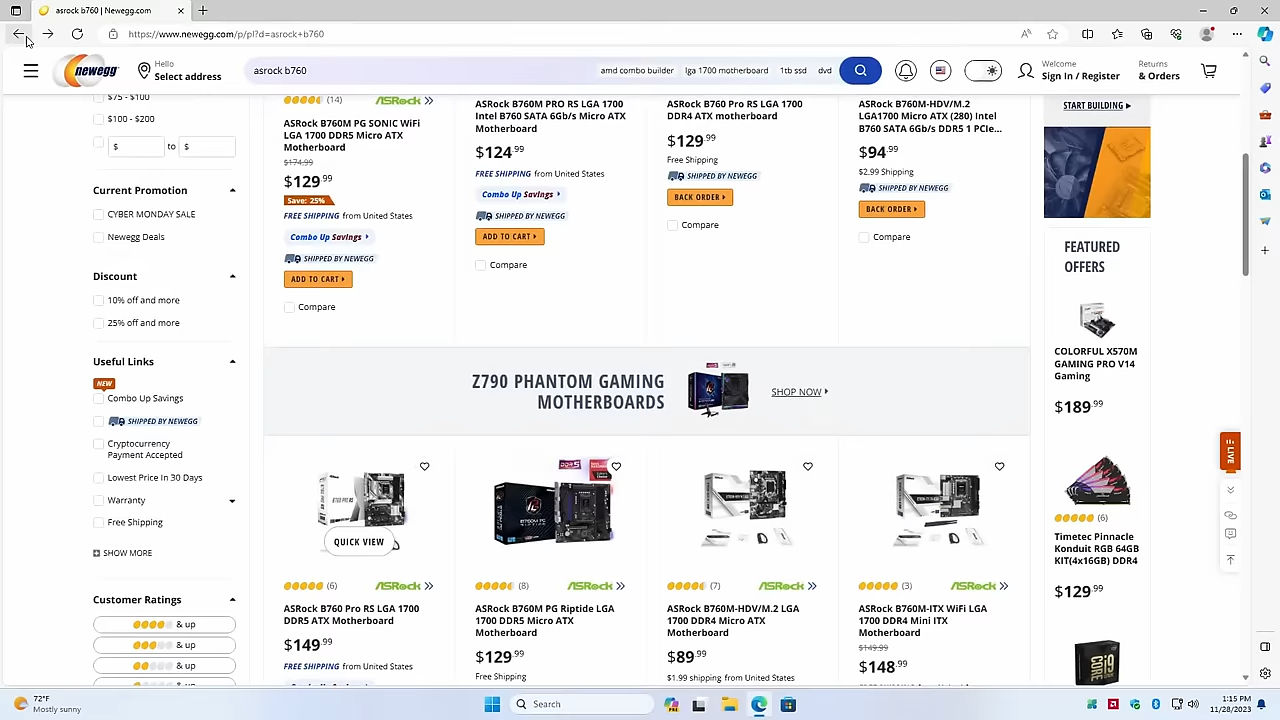 asrock b760 | Newegg.com
https://www.newegg.com/p/pl?d=asrock+b760
newegg
Hello
Select address
asrock b760
amd combo builder
lga 1700 motherboard
1tb ssd
dvd
Welcome
Sign In / Register
Returns
& Orders
$75 - $100
$100 - $200
$ to $
Current Promotion
CYBER MONDAY SALE
Newegg Deals
Discount
10% off and more
25% off and more
Useful Links
NEW
Combo Up Savings
SHIPPED BY NEWEGG
Cryptocurrency
Payment Accepted
Lowest Price In 30 Days
Warranty
Free Shipping
SHOW MORE
Customer Ratings
& up
& up
& up
(14) ASRock
ASRock B760M PG SONIC WiFi
LGA 1700 DDR5 Micro ATX
Motherboard
$174.99
$129.99
Save: 25%
FREE SHIPPING from United States
Combo Up Savings
SHIPPED BY NEWEGG
ADD TO CART
Compare
ASRock B760M PRO RS LGA 1700
Intel B760 SATA 6Gb/s Micro ATX
Motherboard
$124.99
FREE SHIPPING from United States
Combo Up Savings
SHIPPED BY NEWEGG
ADD TO CART
Compare
ASRock B760 Pro RS LGA 1700
DDR4 ATX motherboard
$129.99
Free Shipping
SHIPPED BY NEWEGG
BACK ORDER
Compare
ASRock B760M-HDV/M.2
LGA1700 Micro ATX (280) Intel
B760 SATA 6Gb/s DDR5 1 PCIe...
$94.99
$2.99 Shipping
SHIPPED BY NEWEGG
BACK ORDER
Compare
Z790 PHANTOM GAMING
MOTHERBOARDS
SHOP NOW
QUICK VIEW
(6) ASRock
ASRock B760 Pro RS LGA 1700
DDR5 ATX Motherboard
$149.99
FREE SHIPPING from United States
(8) ASRock
ASRock B760M PG Riptide LGA
1700 DDR5 Micro ATX
Motherboard
$129.99
Free Shipping
(7) ASRock
ASRock B760M-HDV/M.2 LGA
1700 DDR4 Micro ATX
Motherboard
$89.99
$1.99 shipping from United States
(3) ASRock
ASRock B760M-ITX WiFi LGA
1700 DDR4 Mini ITX
Motherboard
$149.99
$148.99
START BUILDING
FEATURED
OFFERS
COLORFUL X570M
GAMING PRO V14
Gaming
$189.99
(6)
Timetec Pinnacle
Konduit RGB 64GB
KIT(4x16GB) DDR4
$129.99
CORE
i9
LIVE
72°F
Mostly sunny
Search
1:15 PM
11/28/2023